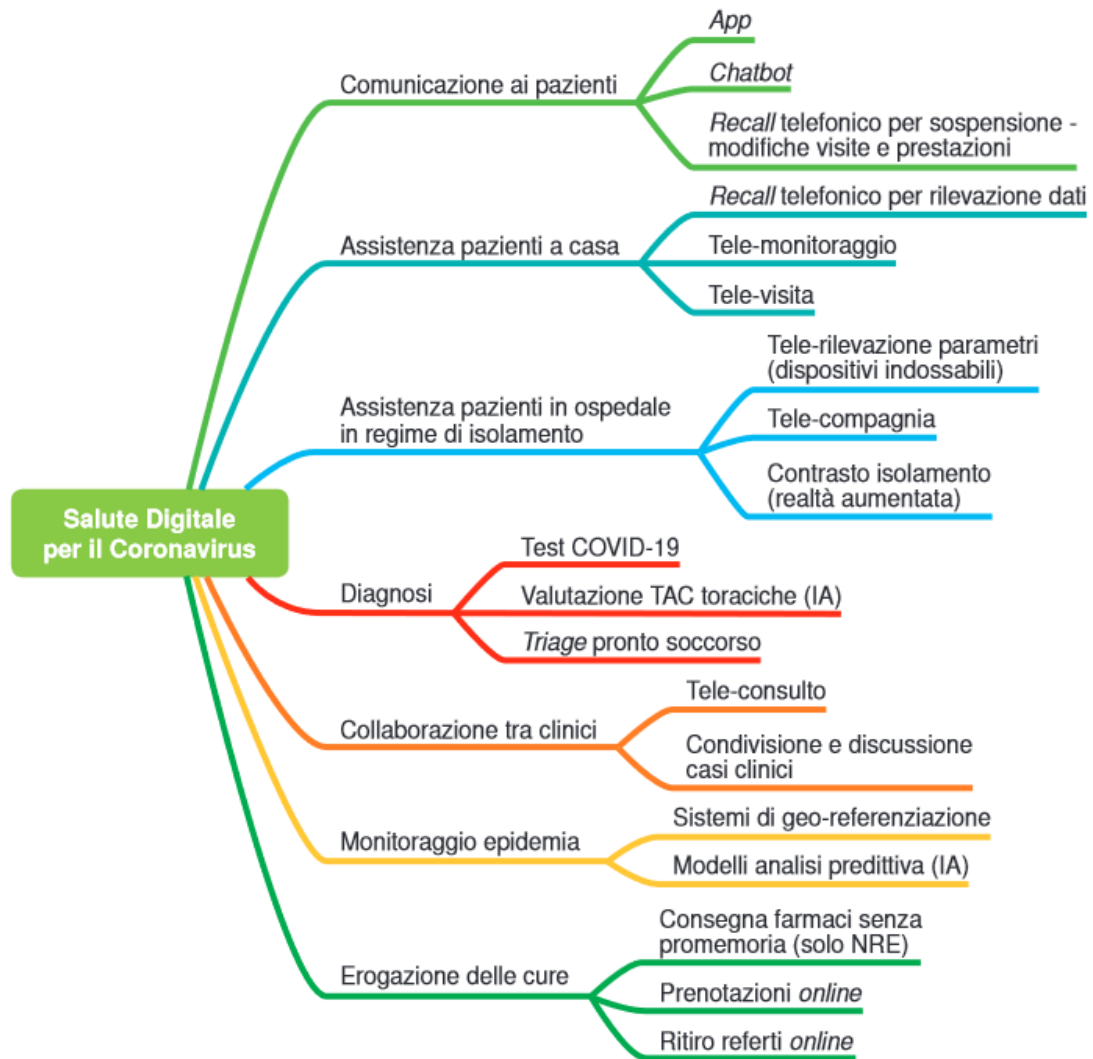 App
Chatbot
Comunicazione ai pazienti
Recall telefonico per sospensione -
modifiche visite e prestazioni
Recall telefonico per rilevazione dati
Assistenza pazienti a casa
Tele-monitoraggio
Tele-visita
Tele-rilevazione parametri
(dispositivi indossabili)
Assistenza pazienti in ospedale
in regime di isolamento
Tele-compagnia
Contrasto isolamento
(realtà aumentata)
Salute Digitale
per il Coronavirus
Test COVID-19
Diagnosi
Valutazione TAC toraciche (IA)
Triage pronto soccorso
Tele-consulto
Collaborazione tra clinici
Condivisione e discussione
casi clinici
Sistemi di geo-referenziazione
Monitoraggio epidemia
Modelli analisi predittiva (IA)
Consegna farmaci senza
promemoria (solo NRE)
Erogazione delle cure
Prenotazioni online
Ritiro referti online